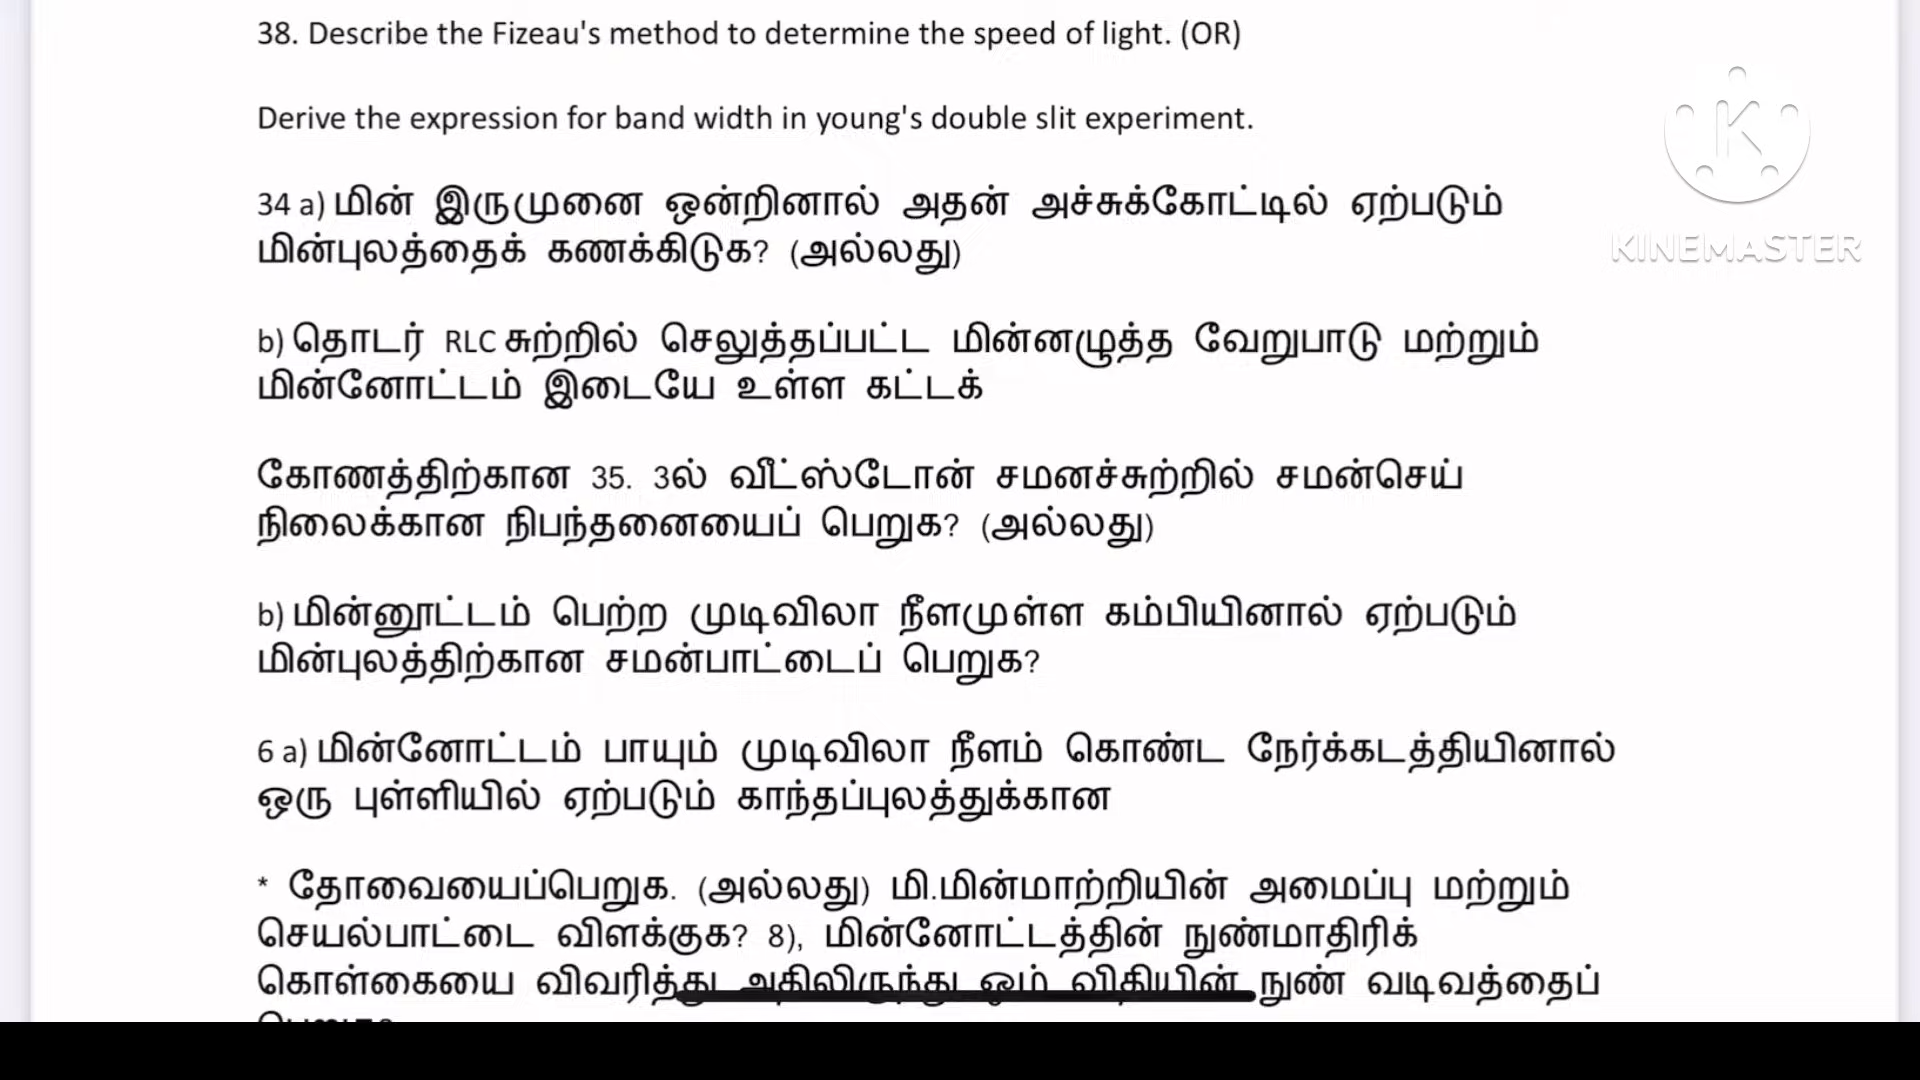 38. Describe the Fizeau's method to determine the speed of light. (OR)
Derive the expression for band width in young's double slit experiment.
34 a) மின் இருமுனை ஒன்றினால் அதன் அச்சுக்கோட்டில் ஏற்படும்
மின்புலத்தைக் கணக்கிடுக? (அல்லது)
b) தொடர் RLC சுற்றில் செலுத்தப்பட்ட மின்னழுத்த வேறுபாடு மற்றும்
மின்னோட்டம் இடையே உள்ள கட்டக்
கோணத்திற்கான 35. 3ல் வீட்ஸ்டோன் சமனச்சுற்றில் சமன்செய்
நிலைக்கான நிபந்தனையைப் பெறுக? (அல்லது)
b) மின்னூட்டம் பெற்ற முடிவிலா நீளமுள்ள கம்பியினால் ஏற்படும்
மின்புலத்திற்கான சமன்பாட்டைப் பெறுக?
6 a) மின்னோட்டம் பாயும் முடிவிலா நீளம் கொண்ட நேர்க்கடத்தியினால்
ஒரு புள்ளியில் ஏற்படும் காந்தப்புலத்துக்கான
* தோவையைப்பெறுக. (அல்லது) மி.மின்மாற்றியின் அமைப்பு மற்றும்
செயல்பாட்டை விளக்குக? 8), மின்னோட்டத்தின் நுண்மாதிரிக்
கொள்கையை விவரித்து அதிலிருந்து ஓம் விதியின் நுண் வடிவத்தைப்
KINEMASTER